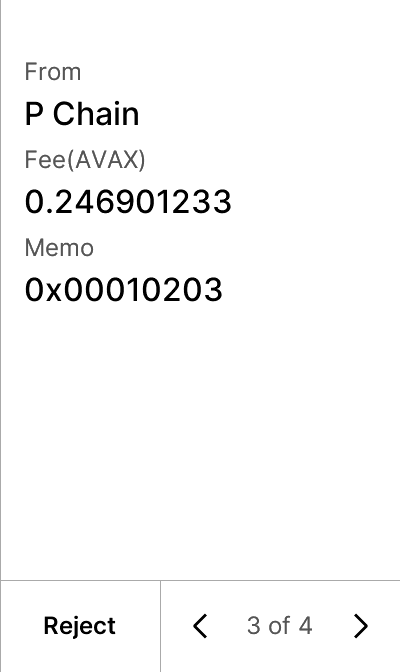 From
P Chain
Fee(AVAX)
0.246901233
Memo
0x00010203
Reject
3 of 4